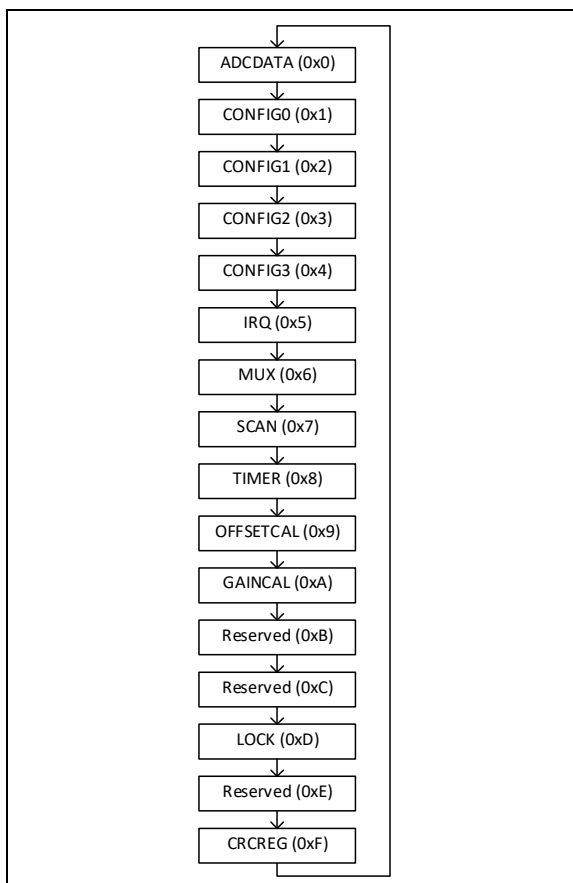 ADCDATA (0x0)
CONFIG0 (0x1)
CONFIG1 (0x2)
CONFIG2 (0x3)
CONFIG3 (0x4)
IRQ (0x5)
MUX (0x6)
SCAN (0x7)
TIMER (0x8)
OFFSETCAL (0x9)
GAINCAL (0xA)
Reserved (0xB)
Reserved (0xC)
LOCK (0xD)
Reserved (0xE)
CRCREG (0xF)